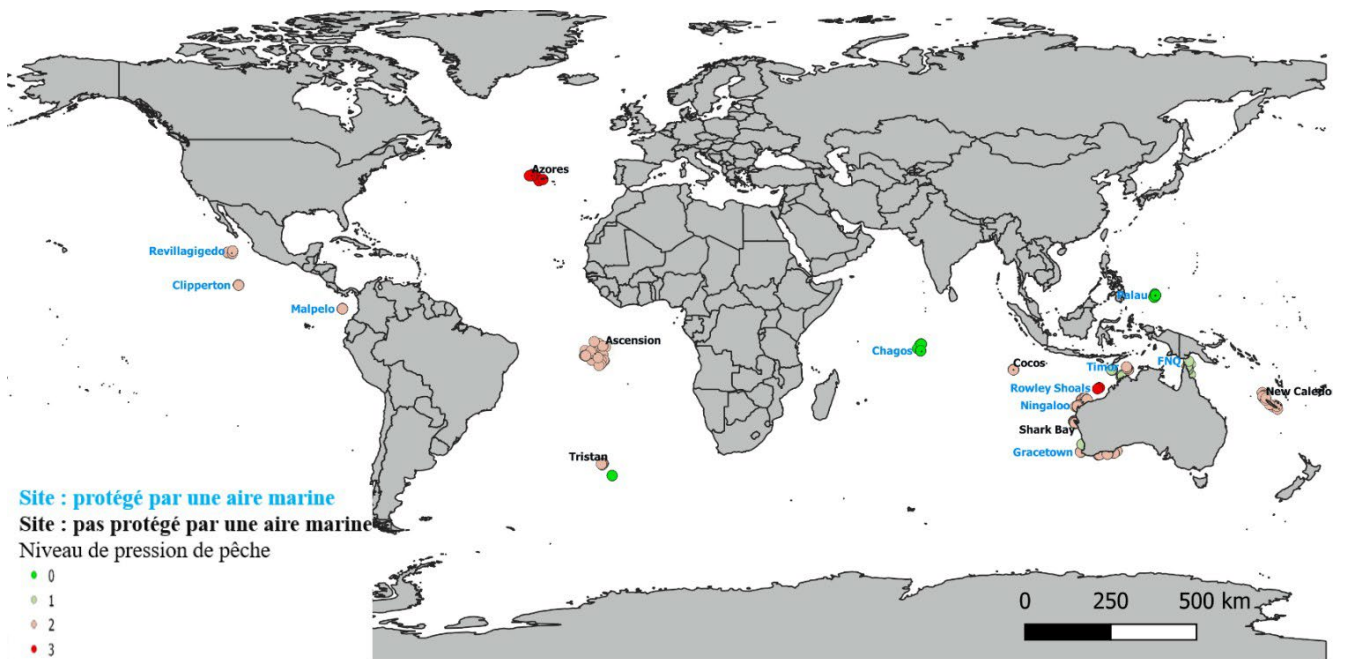 Azores
Revillagigedo
Clipperton
Malpelo
Ascension
Chagos
Palau
Cocos
Timor
FNQ
Rowley Shoals
Ningaloo
New Caledo
Shark Bay
Gracetown
Tristan
Site : protégé par une aire marine
Site : pas protégé par une aire marine
Niveau de pression de pêche
0
1
2
3
0 250 500 km